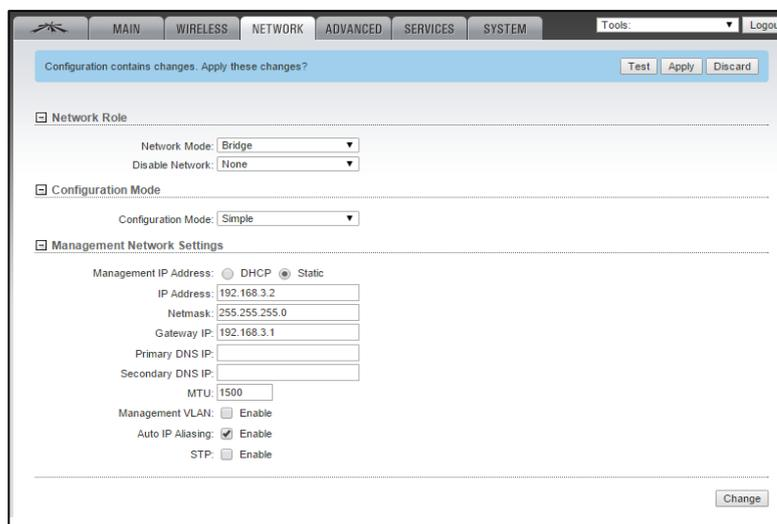 MAIN WIRELESS NETWORK ADVANCED SERVICES SYSTEM Tools: Logou
Configuration contains changes. Apply these changes? Test Apply Discard
Network Role
Network Mode: Bridge
Disable Network: None
Configuration Mode
Configuration Mode: Simple
Management Network Settings
Management IP Address: DHCP Static
IP Address: 192.168.3.2
Netmask: 255.255.255.0
Gateway IP: 192.168.3.1
Primary DNS IP:
Secondary DNS IP:
MTU: 1500
Management VLAN: Enable
Auto IP Aliasing: Enable
STP: Enable
Change